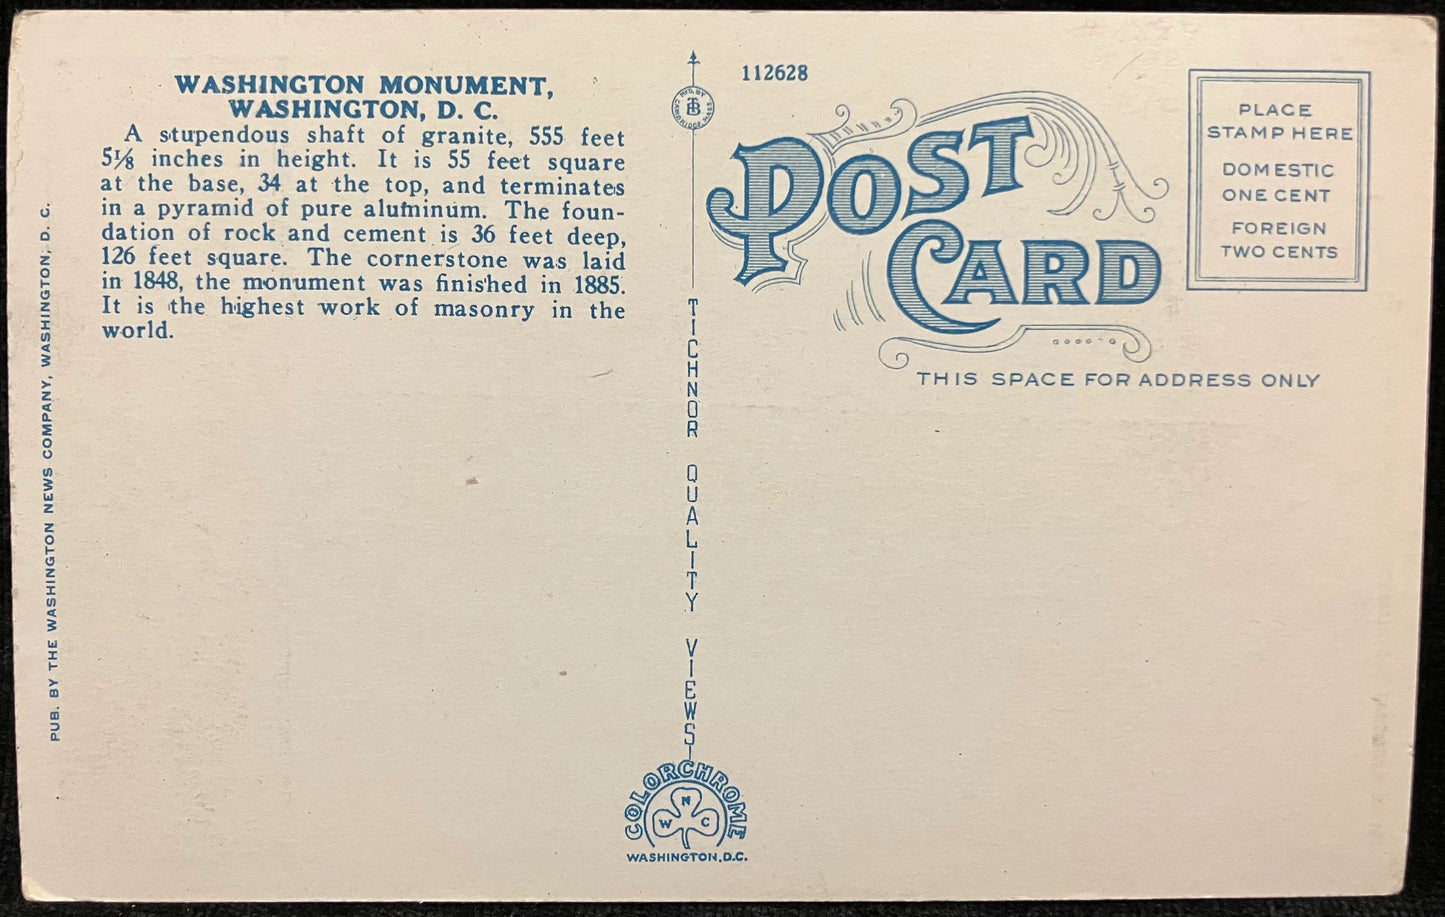 WASHINGTON MONUMENT,
WASHINGTON, D. C.
A stupendous shaft of granite, 555 feet
5⅛ inches in height. It is 55 feet square
at the base, 34 at the top, and terminates
in a pyramid of pure aluminum. The foun-
dation of rock and cement is 36 feet deep,
126 feet square. The cornerstone was laid
in 1848, the monument was finished in 1885.
It is the highest work of masonry in the
world.
PUB. BY THE WASHINGTON NEWS COMPANY, WASHINGTON, D. C.
MFG. BY
TB
CAMBRIDGE, MASS.
TICHNOR QUALITY VIEWS
COLORCHROME
N
W C
WASHINGTON, D.C.
112628
POST
CARD
PLACE
STAMP HERE
DOMESTIC
ONE CENT
FOREIGN
TWO CENTS
THIS SPACE FOR ADDRESS ONLY